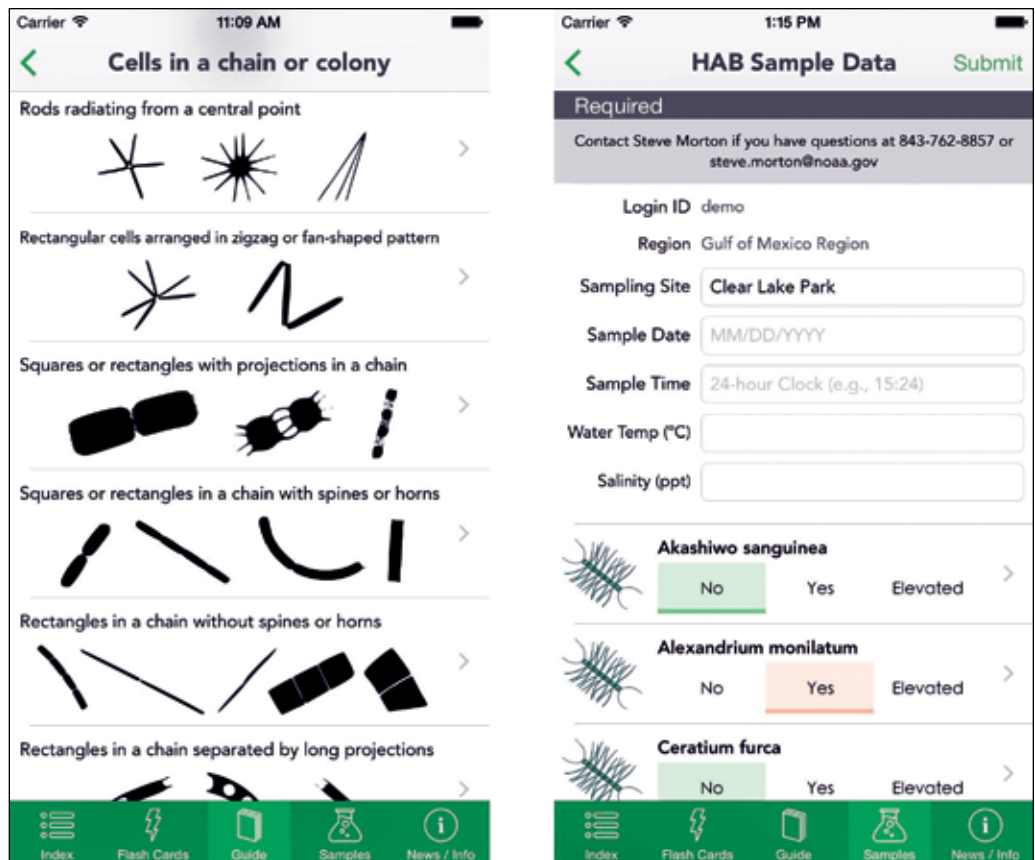 Carrier
11:09 AM
Cells in a chain or colony
Rods radiating from a central point
Rectangular cells arranged in zigzag or fan-shaped pattern
Squares or rectangles with projections in a chain
Squares or rectangles in a chain with spines or horns
Rectangles in a chain without spines or horns
Rectangles in a chain separated by long projections
Index Flash Cards Guide Samples News / Info
Carrier
1:15 PM
HAB Sample Data Submit
Required
Contact Steve Morton if you have questions at 843-762-8857 or
steve.morton@noaa.gov
Login ID demo
Region Gulf of Mexico Region
Sampling Site Clear Lake Park
Sample Date MM/DD/YYYY
Sample Time 24-hour Clock (e.g., 15:24)
Water Temp (ºC)
Salinity (ppt)
Akashiwo sanguinea
No Yes Elevated
Alexandrium monilatum
No Yes Elevated
Ceratium furca
No Yes Elevated
Index Flash Cards Guide Samples News / Info